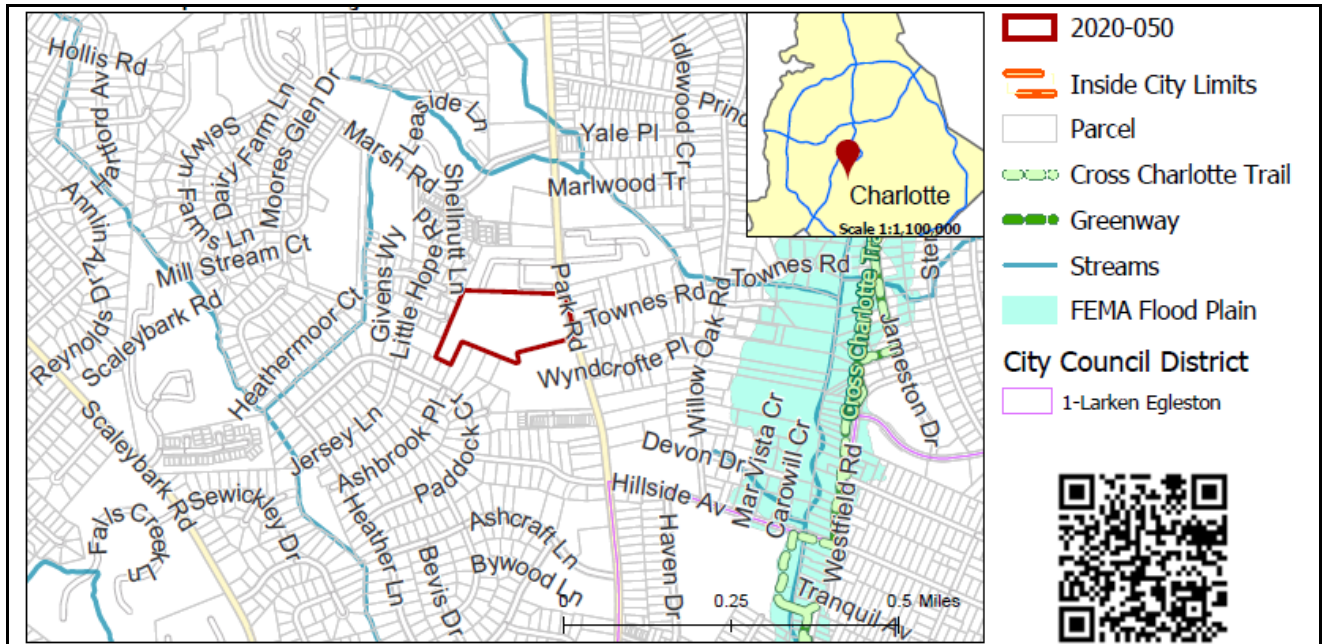 Hollis Rd
Hartford Av
Selwyn Farms Ln
Dairy Farm Ln
Moores Glen Dr
Leaside Ln
Marsh Rd
Shellnutt Ln
Yale Pl
Idlewood Cr
Marlwood Tr
Annlin Av
Reynolds Dr
Mill Stream Ct
Scaleybark Rd
Heathermoor Ct
Givens Wy
Little Hope Rd
Park Rd
Townes Rd
Townes Rd
Wyndcrofte Pl
Willow Oak Rd
Cross Charlotte Tra
Jameston Dr
Scaleybark Rd
Jersey Ln
Ashbrook Pl
Paddock Cr
Devon Dr
Mar Vista Cr
Carowill Cr
Hillside Av
Westfield Rd
Sewickley Dr
Falls Creek Ln
Heather Ln
Bevis Dr
Ashcraft Ln
Bywood Ln
Haven Dr
Tranquil Av
0 0.25 0.5 Miles
Charlotte
Scale 1:1,100,000
2020-050
Inside City Limits
Parcel
Cross Charlotte Trail
Greenway
Streams
FEMA Flood Plain
City Council District
1-Larken Egleston